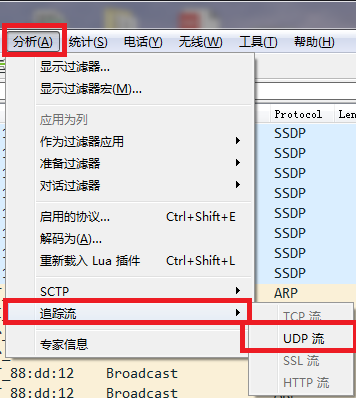 分析(A) 统计(S) 电话(Y) 无线(W) 工具(T) 帮助(H)
显示过滤器...
显示过滤器宏(M)...
Protocol Len
应用为列
SSDP
作为过滤器应用
SSDP
准备过滤器
SSDP
对话过滤器
SSDP
启用的协议... Ctrl+Shift+E
SSDP
解码为(A)...
SSDP
重新载入 Lua 插件 Ctrl+Shift+L
SSDP
SCTP
ARP
追踪流
TCP 流
UDP 流
专家信息
SSL 流
_88:dd:12 Broadcast
HTTP 流
_88:dd:12 Broadcast